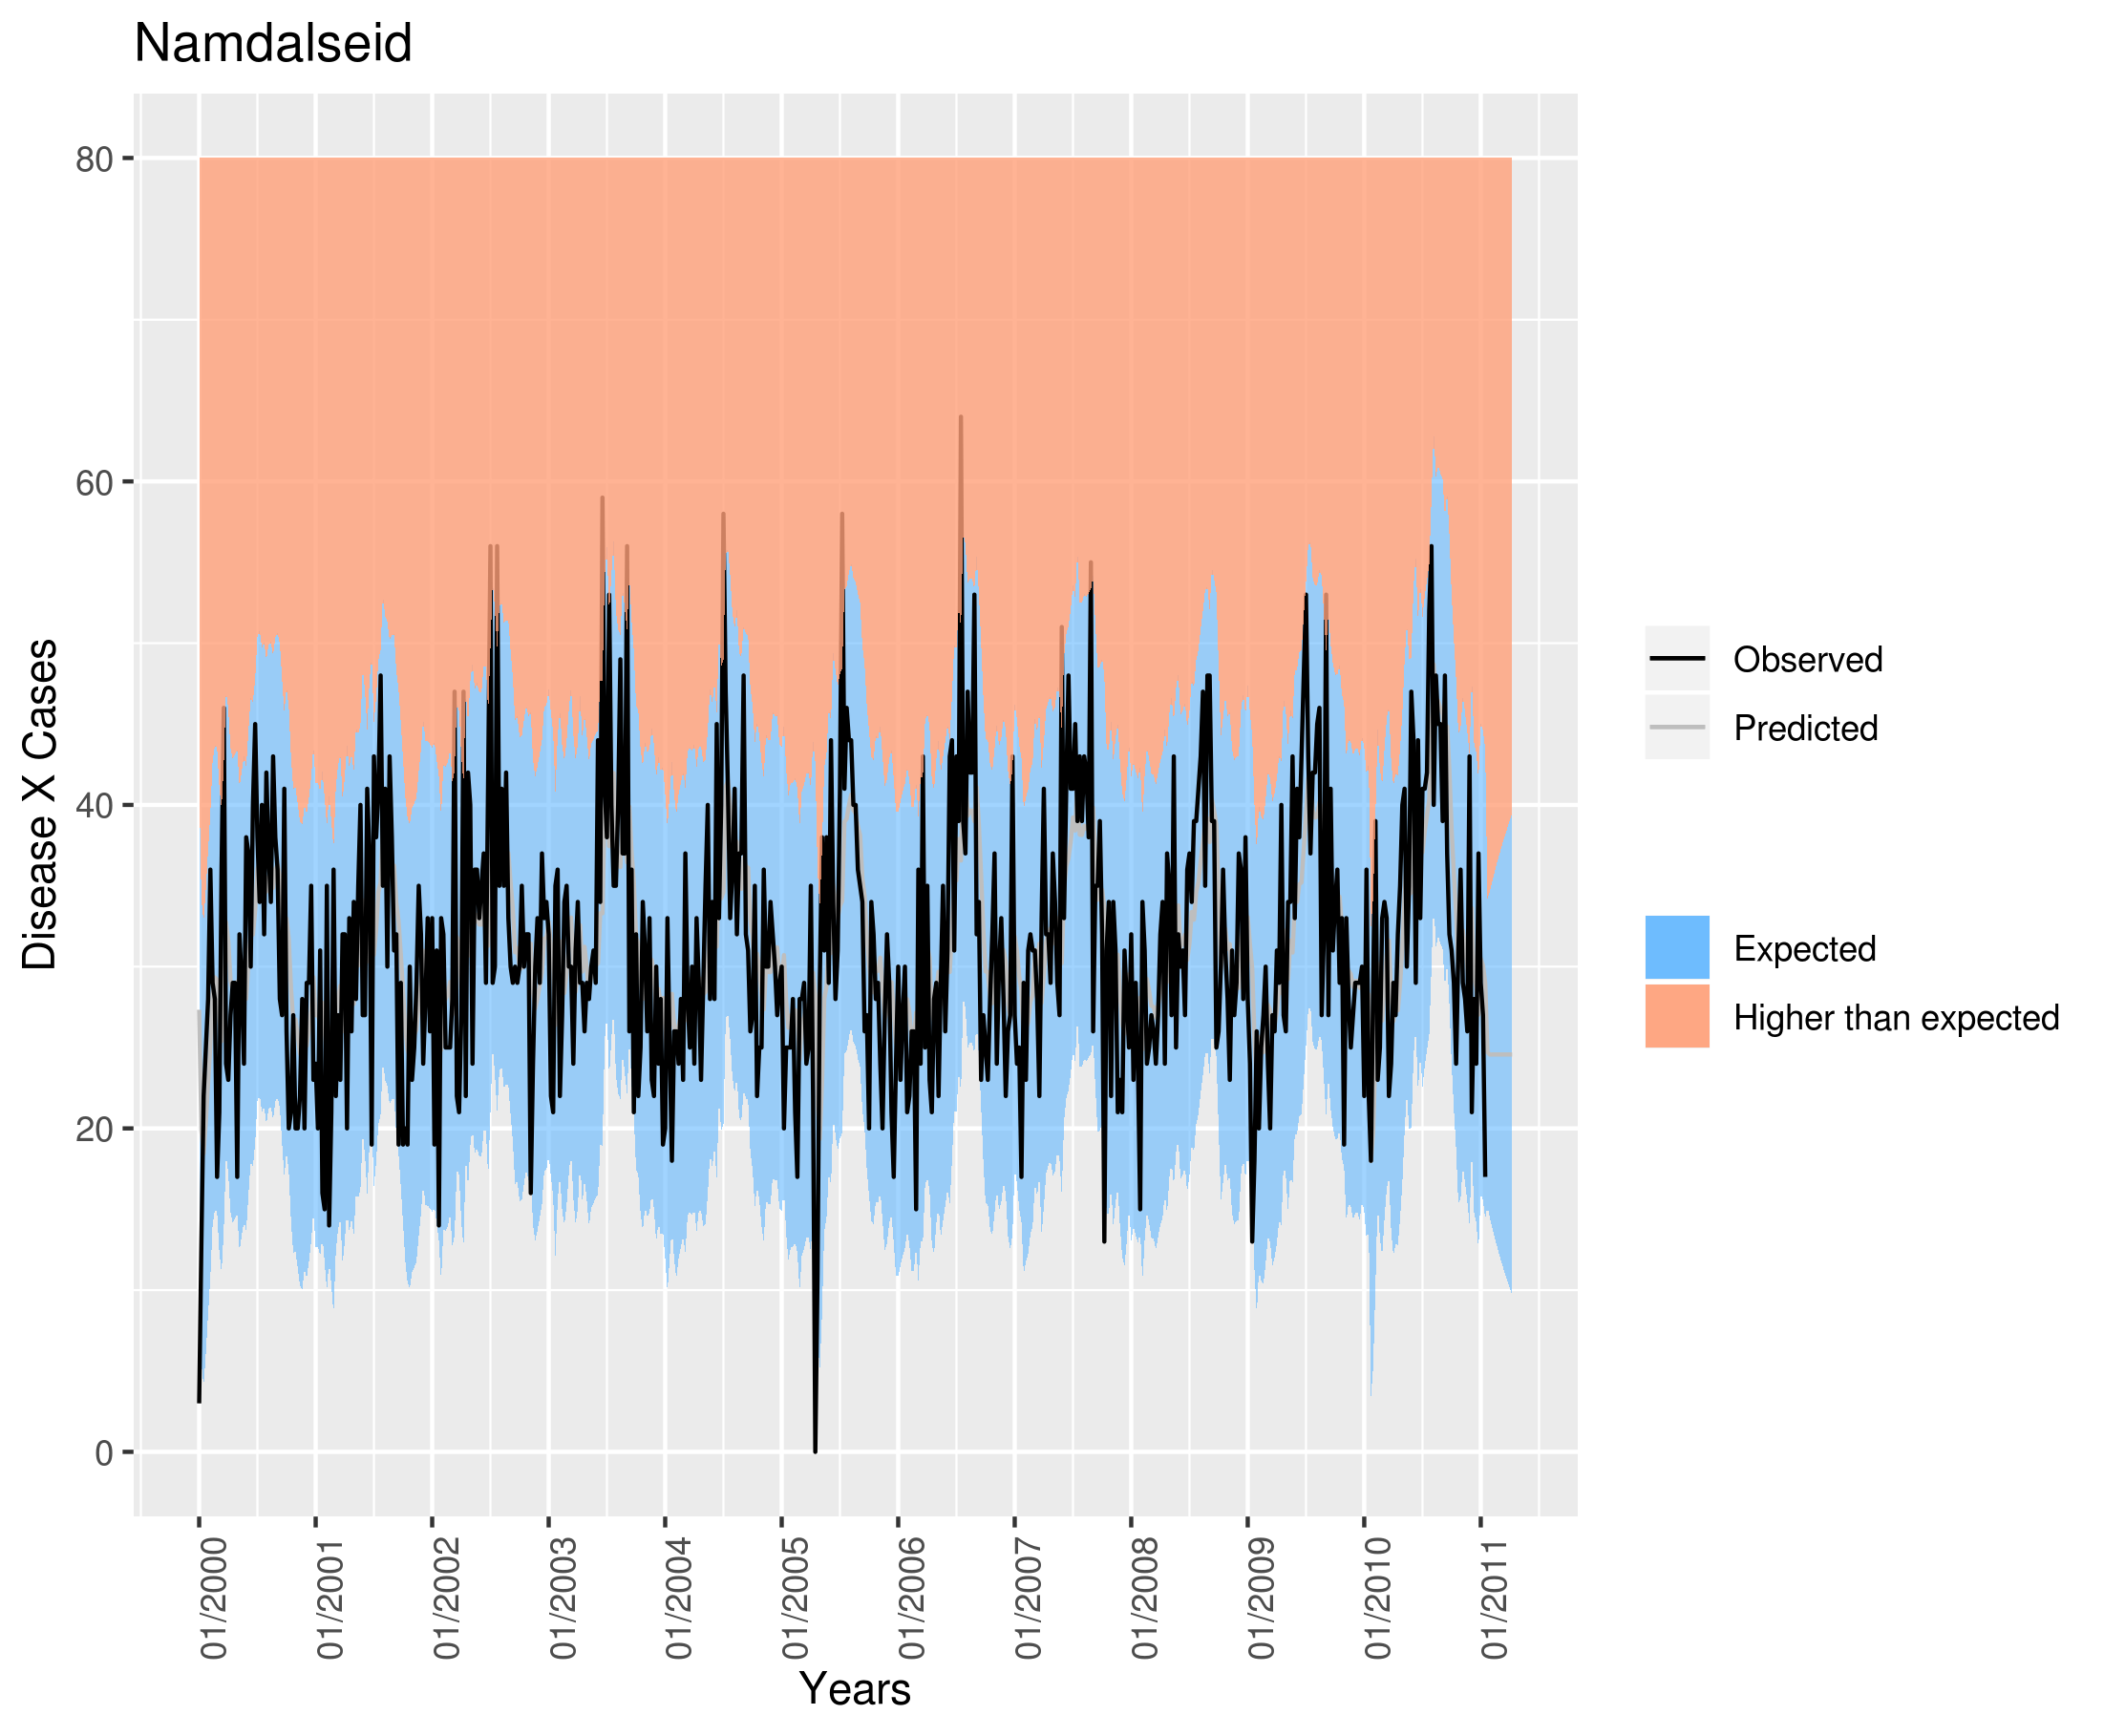 Namdalseid
80
60
40
20
0
Disease X Cases
01/2000
01/2001
01/2002
01/2003
01/2004
01/2005
01/2006
01/2007
01/2008
01/2009
01/2010
01/2011
Years
Observed
Predicted
Expected
Higher than expected